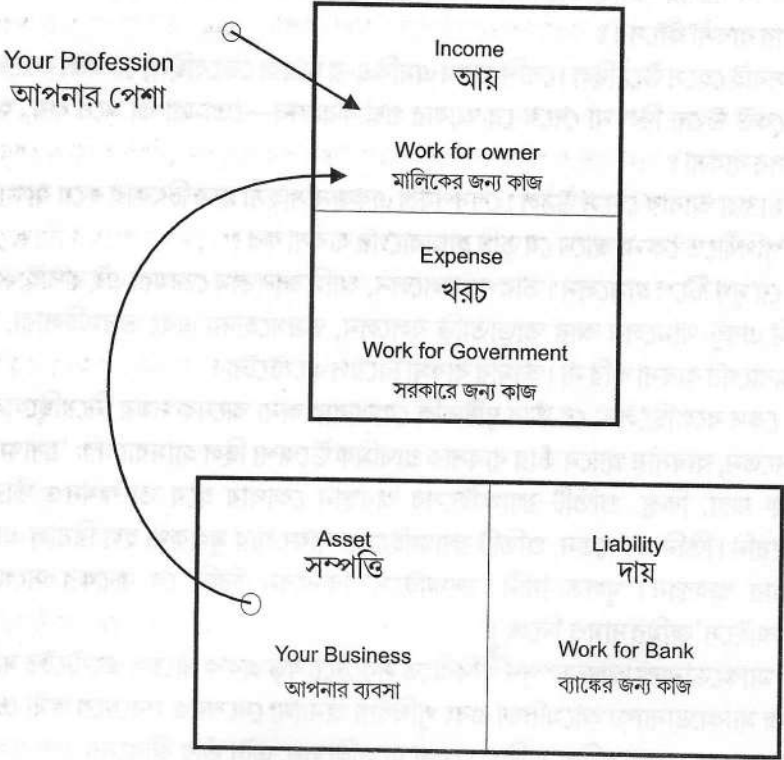 Your Profession
আপনার পেশা
Income
আয়
Work for owner
মালিকের জন্য কাজ
Expense
খরচ
Work for Government
সরকারে জন্য কাজ
Asset
সম্পত্তি
Your Business
আপনার ব্যবসা
Liability
দায়
Work for Bank
ব্যাঙ্কের জন্য কাজ